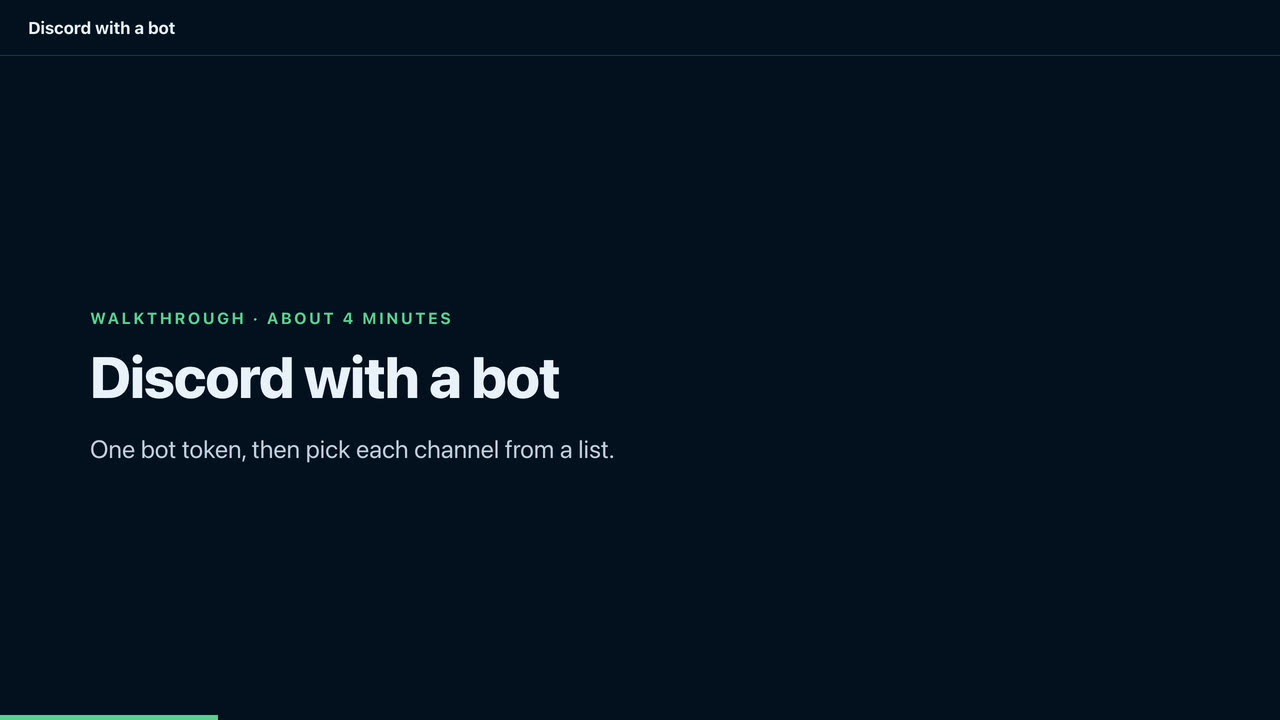 Discord with a bot
WALKTHROUGH · ABOUT 4 MINUTES
Discord with a bot
One bot token, then pick each channel from a list.